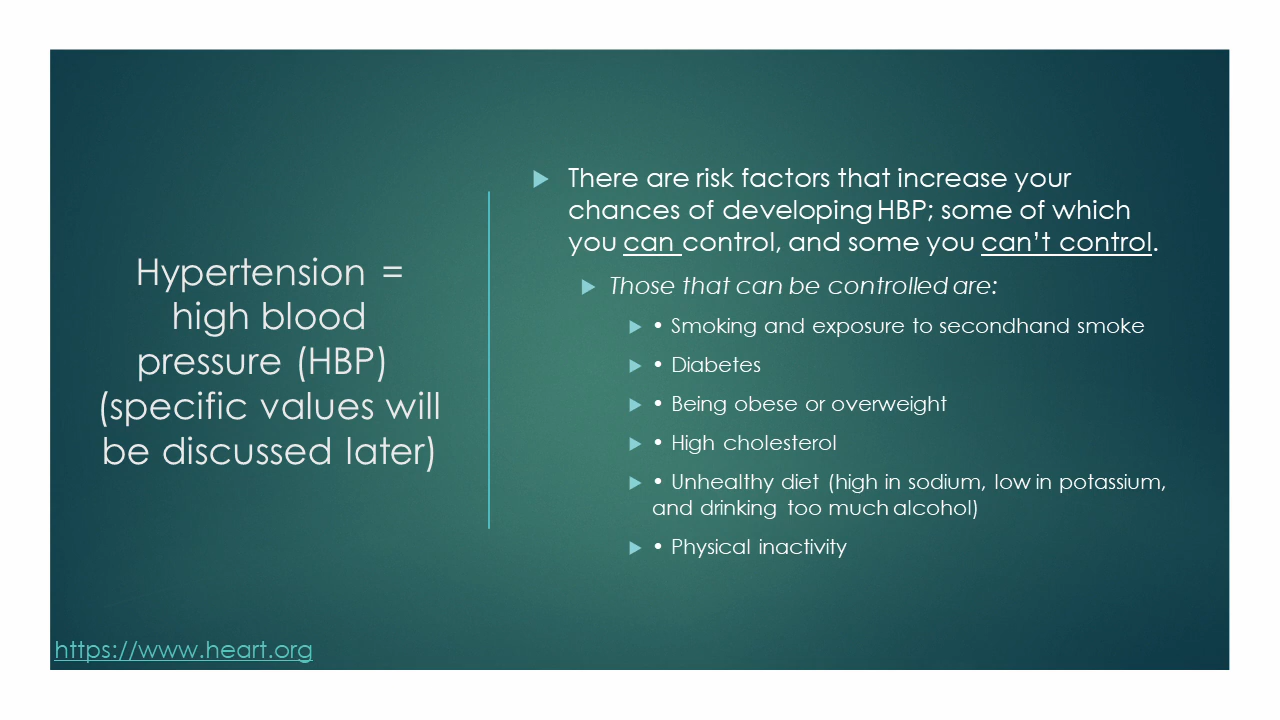 Hypertension =
high blood
pressure (HBP)
(specific values will
be discussed later)
There are risk factors that increase your
chances of developing HBP; some of which
you can control, and some you can’t control.
Those that can be controlled are:
• Smoking and exposure to secondhand smoke
• Diabetes
• Being obese or overweight
• High cholesterol
• Unhealthy diet (high in sodium, low in potassium,
and drinking too much alcohol)
• Physical inactivity
https://www.heart.org